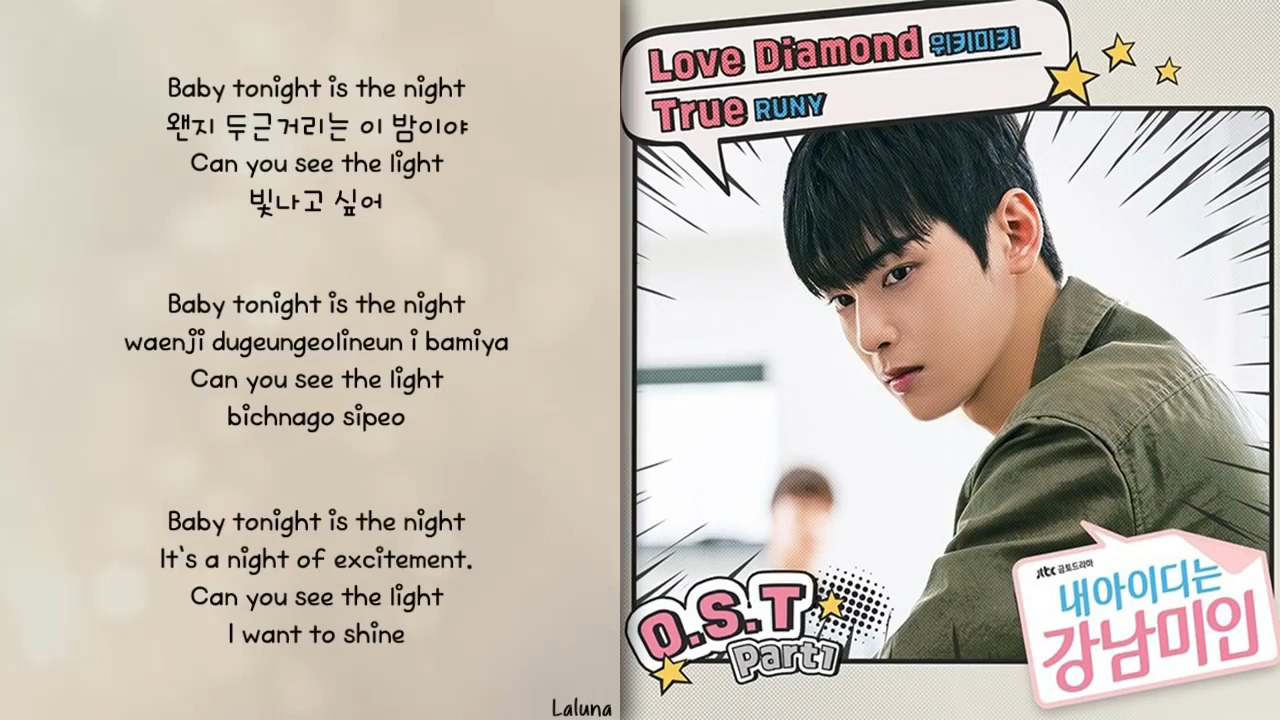 Baby tonight is the night
왠지 두근거리는 이 밤이야
Can you see the light
빛나고 싶어
Baby tonight is the night
waenji dugeungeolineun i bamiya
Can you see the light
bichnago sipeo
Baby tonight is the night
It's a night of excitement.
Can you see the light
I want to shine
Laluna
Love Diamond 위키미키
True RUNY
O.S.T
Part1
jtbc 금토드라마
내아이디는
강남미인